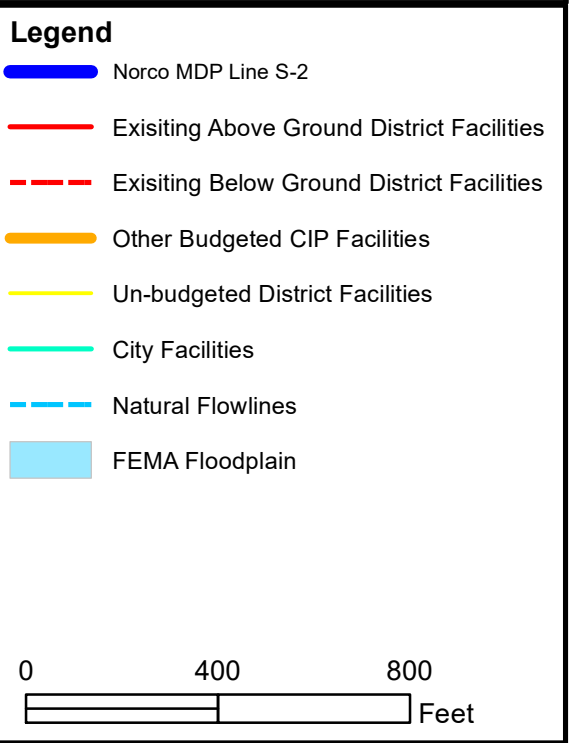 Legend
Norco MDP Line S-2
Exisiting Above Ground District Facilities
Exisiting Below Ground District Facilities
Other Budgeted CIP Facilities
Un-budgeted District Facilities
City Facilities
Natural Flowlines
FEMA Floodplain
0 400 800
Feet